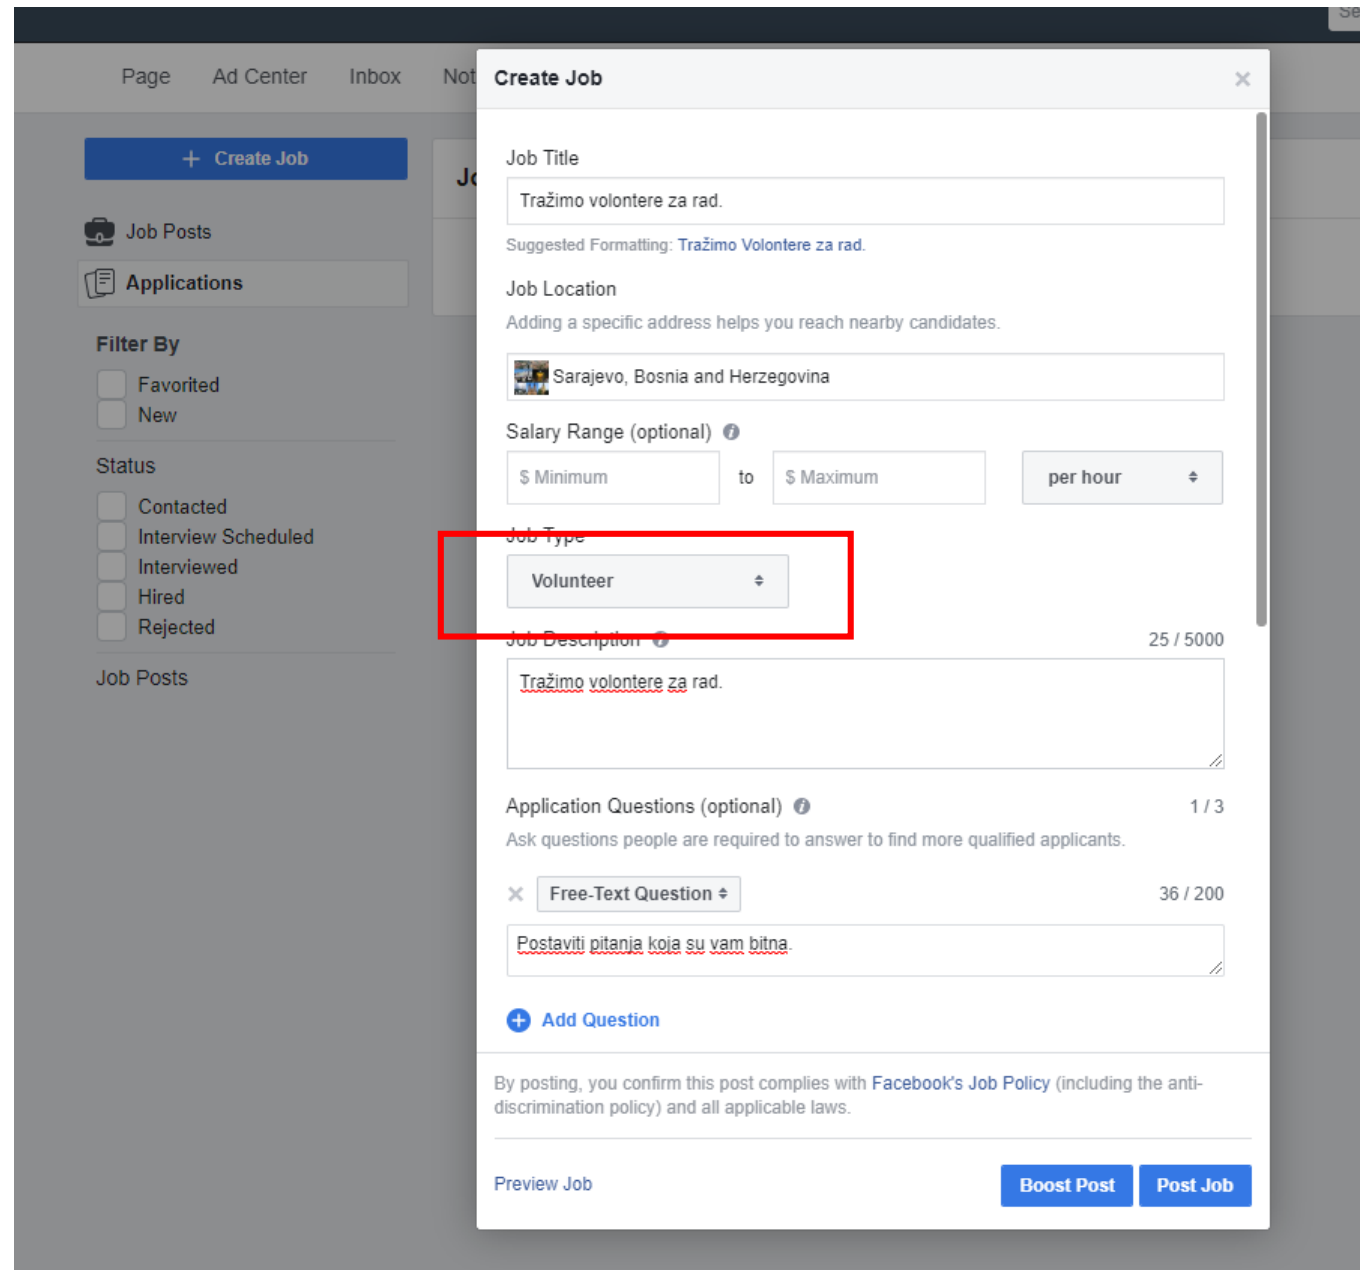 Page Ad Center Inbox Not
Create Job
+ Create Job
Job Posts
Applications
Filter By
Favorited
New
Status
Contacted
Interview Scheduled
Interviewed
Hired
Rejected
Job Posts
Job Title
Tražimo volontere za rad.
Suggested Formatting: Tražimo Volontere za rad.
Job Location
Adding a specific address helps you reach nearby candidates.
Sarajevo, Bosnia and Herzegovina
Salary Range (optional)
$ Minimum to $ Maximum per hour
Job Type
Volunteer
Job Description 25 / 5000
Tražimo volontere za rad.
Application Questions (optional) 1 / 3
Ask questions people are required to answer to find more qualified applicants.
Free-Text Question 36 / 200
Postaviti pitanja koja su vam bitna.
Add Question
By posting, you confirm this post complies with Facebook's Job Policy (including the anti-
discrimination policy) and all applicable laws.
Preview Job Boost Post Post Job